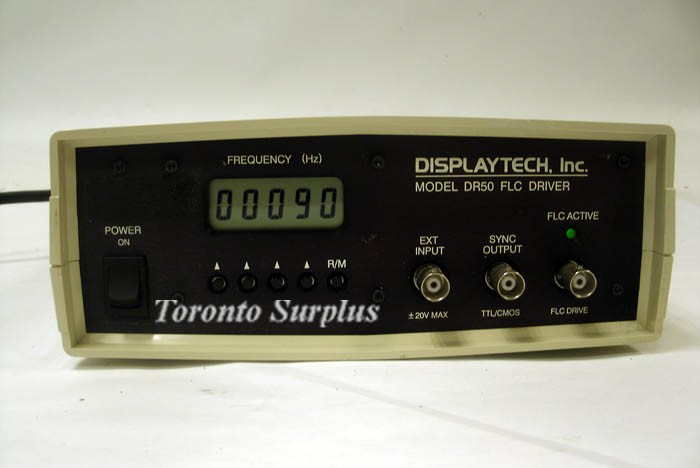 FREQUENCY (Hz)
00090
DISPLAYTECH, Inc.
MODEL DR50 FLC DRIVER
POWER
ON
EXT
INPUT
SYNC
OUTPUT
FLC ACTIVE
R/M
± 20V MAX
TTL/CMOS
FLC DRIVE
Toronto Surplus